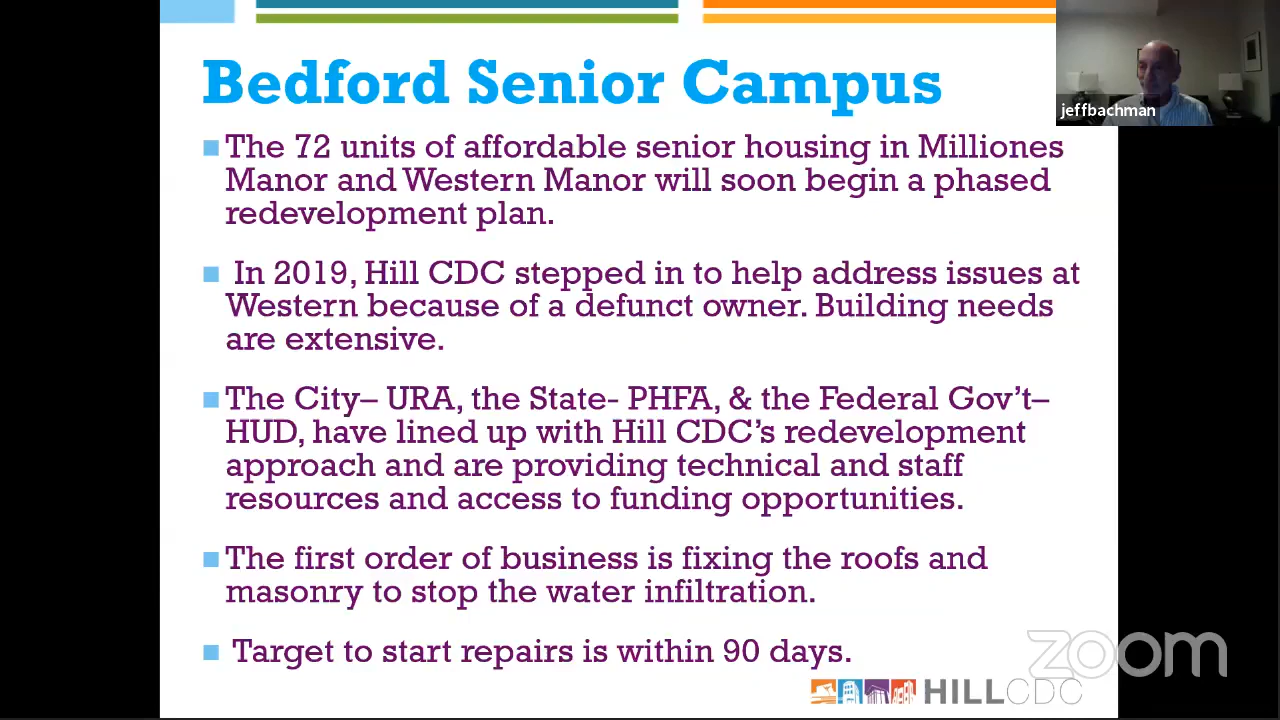 Bedford Senior Campus
jeffbachman
The 72 units of affordable senior housing in Milliones
Manor and Western Manor will soon begin a phased
redevelopment plan.
In 2019, Hill CDC stepped in to help address issues at
Western because of a defunct owner. Building needs
are extensive.
The City– URA, the State- PHFA, & the Federal Gov’t–
HUD, have lined up with Hill CDC’s redevelopment
approach and are providing technical and staff
resources and access to funding opportunities.
The first order of business is fixing the roofs and
masonry to stop the water infiltration.
Target to start repairs is within 90 days.
zoom
HILLCDC